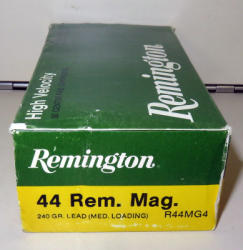 Remington
High Velocity
Remington
44 Rem. Mag.
240 GR. LEAD (MED. LOADING) R44MG4